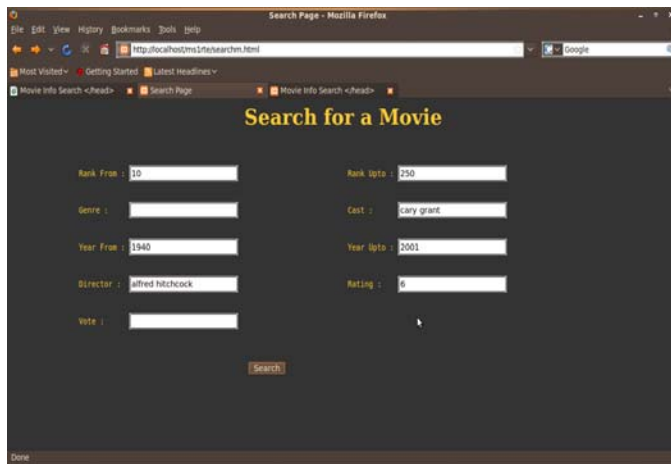 Search Page - Mozilla Firefox
File Edit View History Bookmarks Tools Help
http://localhost/ms1rte/searchm.html
Google
Most Visited Getting Started Latest Headlines
Movie Info Search </head> Search Page Movie Info Search </head>
Search for a Movie
Rank From : 10 Rank Upto : 250
Genre : Cast : cary grant
Year From : 1940 Year Upto : 2001
Director : alfred hitchcock Rating : 6
Vote :
Search
Done